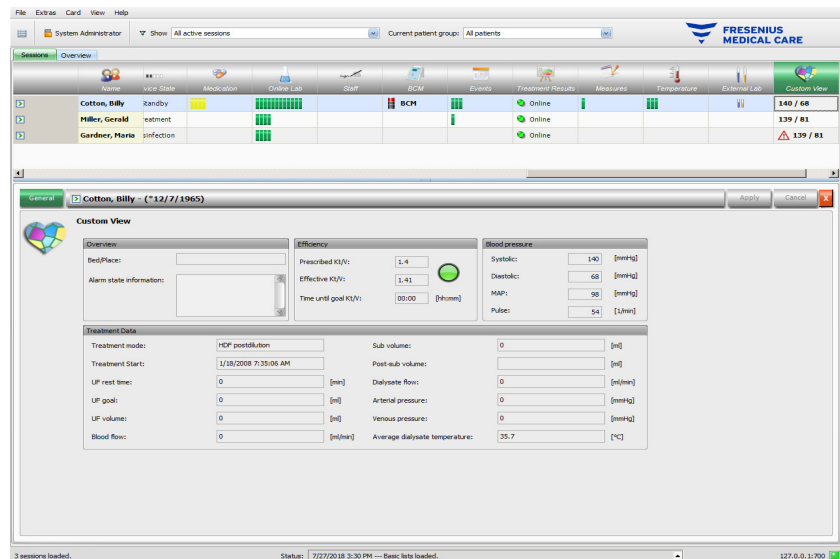 File Extras Card View Help
System Administrator Show All active sessions Current patient group: All patients FRESENIUS
MEDICAL CARE
Sessions Overview
Name vice State Medication Online Lab Staff BCM Events Treatment Results Measures Temperature External Lab Custom View
Cotton, Billy Standby BCM Online 140 / 68
Miller, Gerald reatment Online 139 / 81
Gardner, Maria sinfection Online 139 / 81
General Cotton, Billy - (*12/7/1965) Apply Cancel X
Custom View
Overview Efficiency Blood pressure
Bed/Place: Prescribed Kt/V: 1.4 Systolic: 140 [mmHg]
Alarm state information: Effective Kt/V: 1.41 Diastolic: 68 [mmHg]
Time until goal Kt/V: 00:00 [hh:mm] MAP: 98 [mmHg]
Pulse: 54 [1/min]
Treatment Data
Treatment mode: HDF postdilution Sub volume: 0 [ml]
Treatment Start: 1/18/2008 7:35:06 AM Post-sub volume: [ml]
UF rest time: 0 [min] Dialysate flow: 0 [ml/min]
UF goal: 0 [ml] Arterial pressure: 0 [mmHg]
UF volume: 0 [ml] Venous pressure: 0 [mmHg]
Blood flow: 0 [ml/min] Average dialysate temperature: 35.7 [°C]
3 sessions loaded. Status: 7/27/2018 3:30 PM --- Basic lists loaded. 127.0.0.1:700